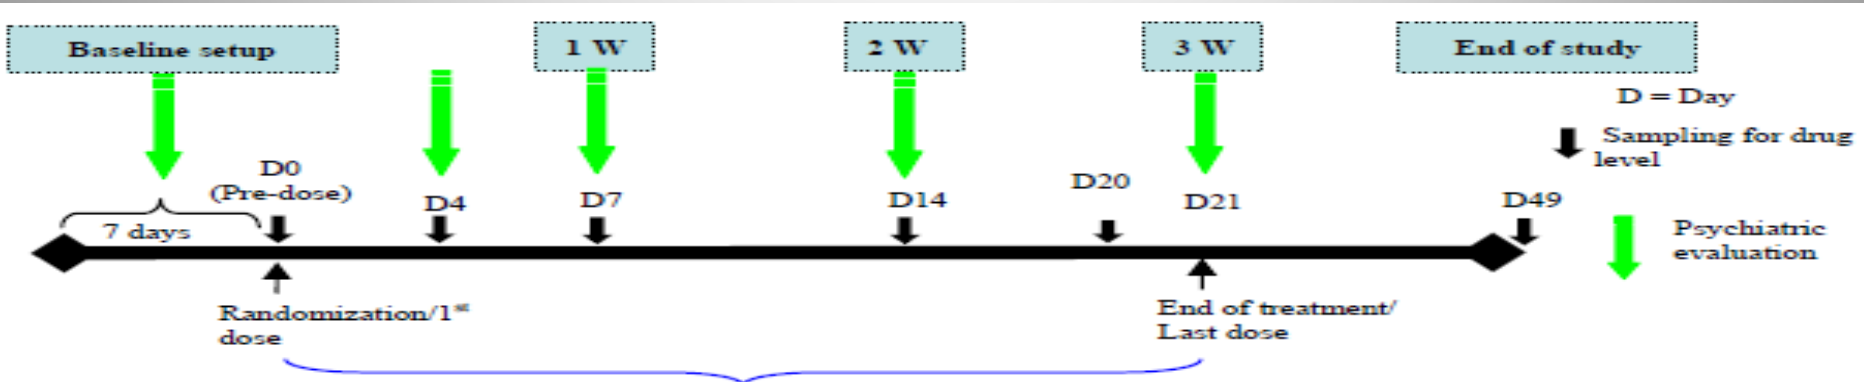 Baseline setup
1 W
2 W
3 W
End of study
D = Day
Sampling for drug
level
D0
(Pre-dose)
D4
D7
D14
D20
D21
D49
7 days
Psychiatric
evaluation
Randomization/1st
dose
End of treatment/
Last dose